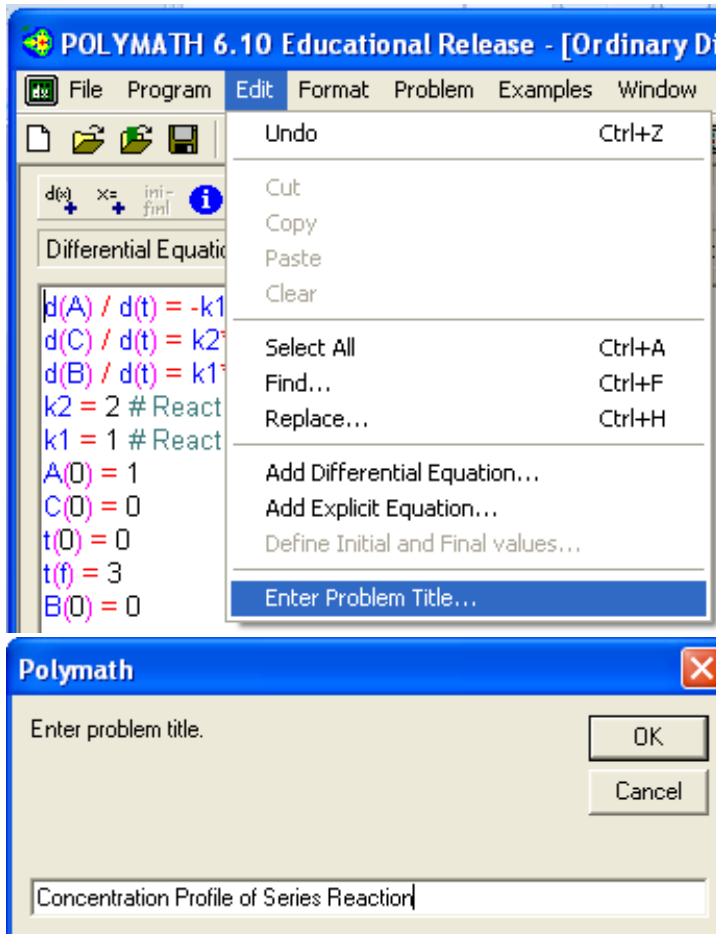 POLYMATH 6.10 Educational Release - [Ordinary Di
File Program Edit Format Problem Examples Window
Undo Ctrl+Z
d(x) x= ini- finl
Cut
Copy
Differential Equatio
Paste
Clear
d(A) / d(t) = -k1
d(C) / d(t) = k2*
Select All Ctrl+A
d(B) / d(t) = k1*
Find... Ctrl+F
k2 = 2 # React
Replace... Ctrl+H
k1 = 1 # React
A(0) = 1
Add Differential Equation...
C(0) = 0
Add Explicit Equation...
t(0) = 0
Define Initial and Final values...
t(f) = 3
B(0) = 0
Enter Problem Title...
Polymath
Enter problem title.
OK
Cancel
Concentration Profile of Series Reaction